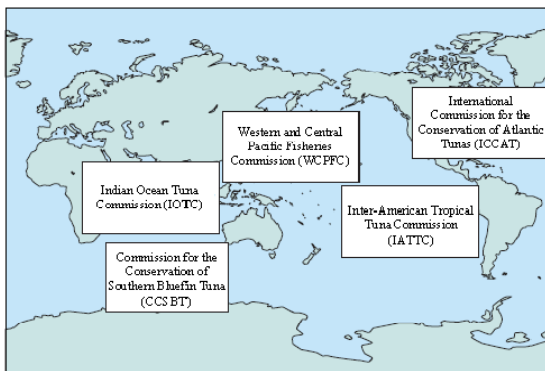 International
Commission for the
Conservation of Atlantic
Tunas (ICCAT)
Western and Central
Pacific Fisheries
Commission (WCPFC)
Indian Ocean Tuna
Commission (IOTC)
Inter-American Tropical
Tuna Commission
(IATTC)
Commission for the
Conservation of
Southern Bluefin Tuna
(CCSBT)